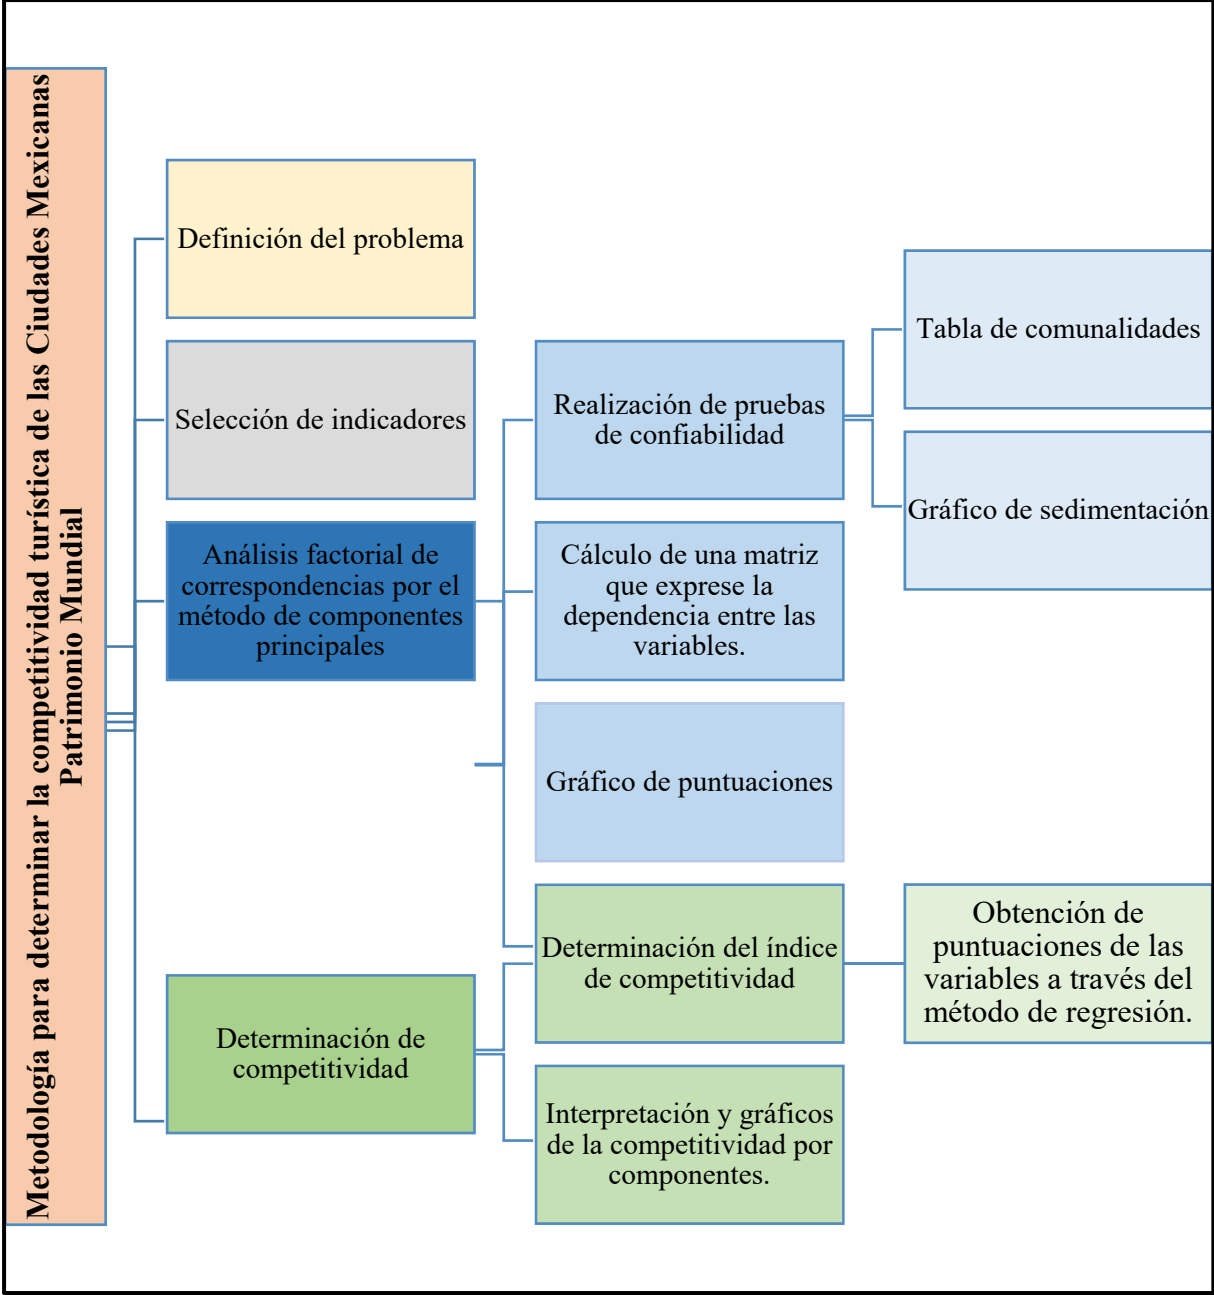 Metodología para determinar la competitividad turística de las Ciudades Mexicanas
Patrimonio Mundial
Definición del problema
Selección de indicadores
Análisis factorial de
correspondencias por el
método de componentes
principales
Determinación de
competitividad
Realización de pruebas
de confiabilidad
Cálculo de una matriz
que exprese la
dependencia entre las
variables.
Gráfico de puntuaciones
Determinación del índice
de competitividad
Interpretación y gráficos
de la competitividad por
componentes.
Tabla de comunalidades
Gráfico de sedimentación
Obtención de
puntuaciones de las
variables a través del
método de regresión.